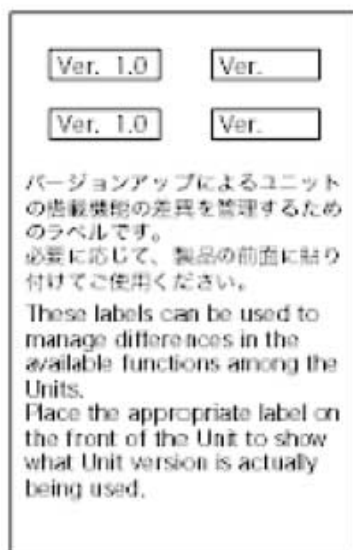 Ver. 1.0 Ver.
Ver. 1.0 Ver.
バージョンアップによるユニット
の搭載機能の差異を管理するため
のラベルです。
必要に応じて、製品の前面に貼り
付けてご使用ください。
These labels can be used to
manage differences in the
available functions among the
Units.
Place the appropriate label on
the front of the Unit to show
what Unit version is actually
being used.